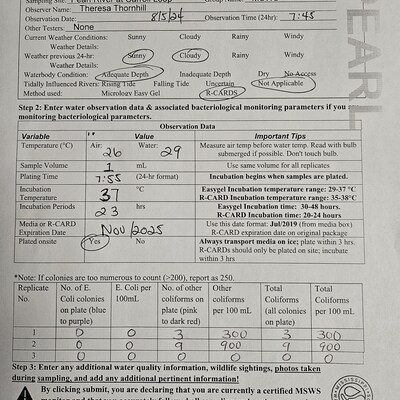 Observer Name: Theresa Thornhill
Observation Date: 8/5/24 Observation Time (24hr): 7:45
Other Testers: None
Current Weather Conditions: Sunny Cloudy Rainy Windy
Weather Details:
Weather previous 24-hr: Sunny Cloudy Rainy Windy
Weather Details:
Waterbody Condition: Adequate Depth Inadequate Depth Dry No Access
Tidally Influenced Rivers: Rising Tide Falling Tide Uncertain Not Applicable
Method used: Micrology Easy Gel R-CARDS
PEARL
Step 2: Enter water observation data & associated bacteriological monitoring parameters if you
monitoring bacteriological parameters.
Observation Data
Variable Value Important Tips
Temperature (°C) Air: 26 Water: 29 Measure air temp before water temp. Read with bulb submerged if possible. Don't touch bulb.
Sample Volume 1 mL Use same volume for all replicates
Plating Time 7:55 (24-hr format) Incubation begins when samples are plated.
Incubation Temperature 37 °C Easygel Incubation temperature range: 29-37 °C
R-CARD Incubation temperature range: 35-38°C
Incubation Periods 23 hrs Easygel Incubation time: 30-48 hours.
R-CARD Incubation time: 20-24 hours
Media or R-CARD Expiration Date Nov/2025 Use this date format: Jul/2019 (from media box)
R-CARD expiration date on original package
Plated onsite Yes No Always transport media on ice; plate within 3 hrs.
R-CARDs should only be plated on site; incubate within 3 hrs
*Note: If colonies are too numerous to count (>200), report as 250.
Replicate No. No. of E. Coli colonies on plate (blue to purple) E. Coli per 100mL No. of other coliforms on plate (pink to dark red) Other coliforms per 100 mL Total Coliforms (all colonies on plate) Total Coliforms per 100 mL
1 0 0 3 300 3 300
2 0 0 9 900 9 900
3 0 0 0 0 0 0
Step 3: Enter any additional water quality information, wildlife sightings, photos taken
during sampling, and add any additional pertinent information!
By clicking submit, you are declaring that you are currently a certified MSWS